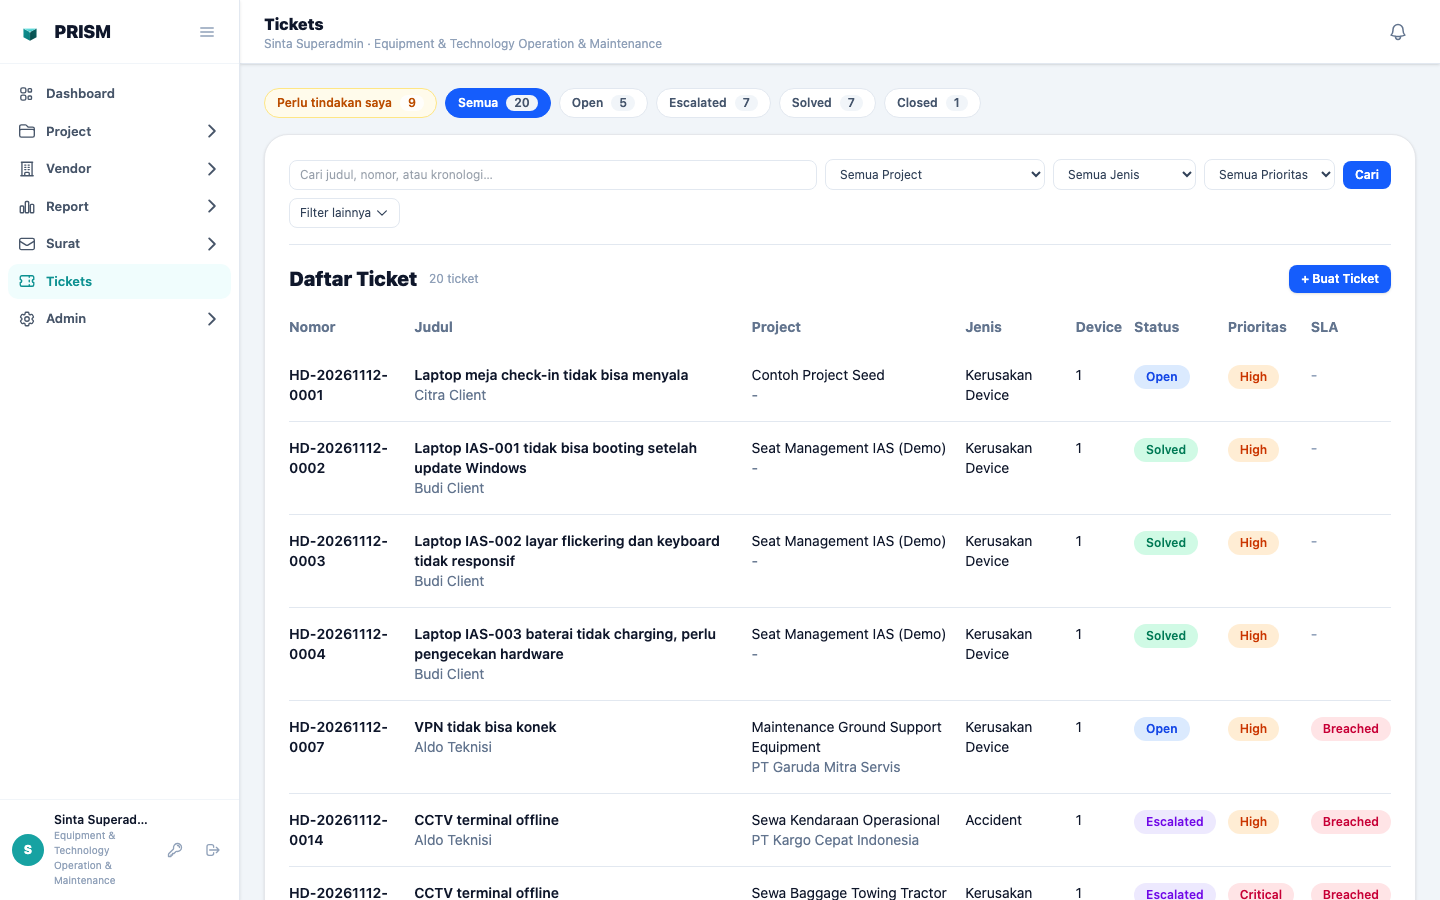 PRISM
Tickets
Sinta Superadmin · Equipment & Technology Operation & Maintenance
Dashboard
Project
Vendor
Report
Surat
Tickets
Admin
Perlu tindakan saya 9
Semua 20
Open 5
Escalated 7
Solved 7
Closed 1
Cari judul, nomor, atau kronologi...
Semua Project
Semua Jenis
Semua Prioritas
Cari
Filter lainnya
Daftar Ticket 20 ticket
+ Buat Ticket
Nomor Judul Project Jenis Device Status Prioritas SLA
HD-20261112-0001 Laptop meja check-in tidak bisa menyala Contoh Project Seed Kerusakan Device 1 Open High -
Citra Client -
HD-20261112-0002 Laptop IAS-001 tidak bisa booting setelah update Windows Seat Management IAS (Demo) Kerusakan Device 1 Solved High -
Budi Client -
HD-20261112-0003 Laptop IAS-002 layar flickering dan keyboard tidak responsif Seat Management IAS (Demo) Kerusakan Device 1 Solved High -
Budi Client -
HD-20261112-0004 Laptop IAS-003 baterai tidak charging, perlu pengecekan hardware Seat Management IAS (Demo) Kerusakan Device 1 Solved High -
Budi Client -
HD-20261112-0007 VPN tidak bisa konek Maintenance Ground Support Equipment Kerusakan Device 1 Open High Breached
Aldo Teknisi PT Garuda Mitra Servis
HD-20261112-0014 CCTV terminal offline Sewa Kendaraan Operasional Accident 1 Escalated High Breached
Aldo Teknisi PT Kargo Cepat Indonesia
HD-20261112- CCTV terminal offline Sewa Baggage Towing Tractor Kerusakan 1 Escalated Critical Breached
S
Sinta Superad...
Equipment &
Technology
Operation &
Maintenance